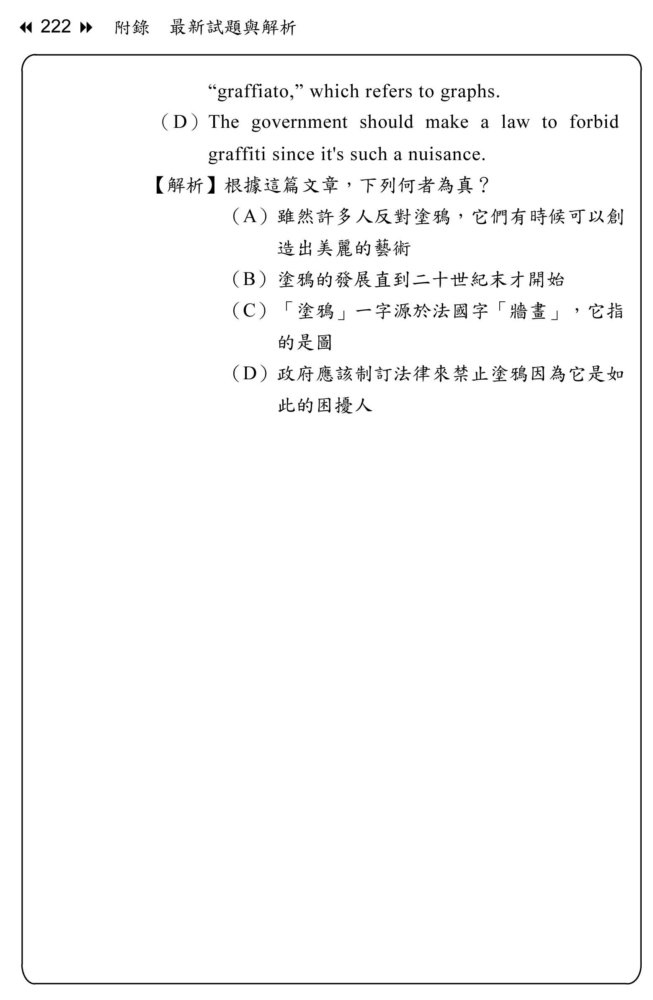 222 附錄 最新試題與解析
“graffiato,” which refers to graphs.
（D）The government should make a law to forbid
graffiti since it's such a nuisance.
【解析】根據這篇文章，下列何者為真？
（A）雖然許多人反對塗鴉，它們有時候可以創
造出美麗的藝術
（B）塗鴉的發展直到二十世紀末才開始
（C）「塗鴉」一字源於法國字「牆畫」，它指
的是圖
（D）政府應該制訂法律來禁止塗鴉因為它是如
此的困擾人